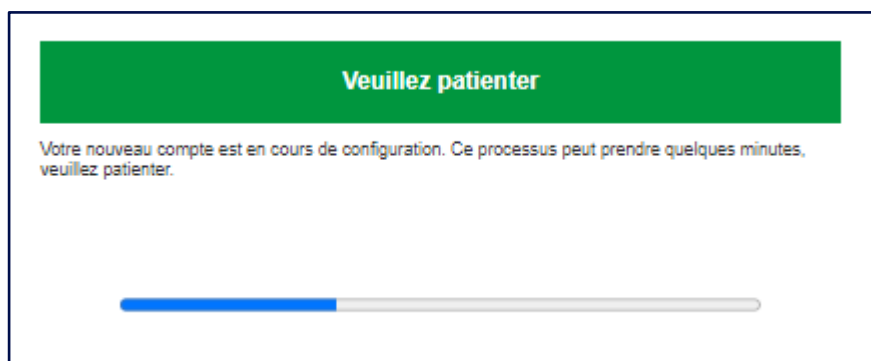 Veuillez patienter
Votre nouveau compte est en cours de configuration. Ce processus peut prendre quelques minutes,
veuillez patienter.